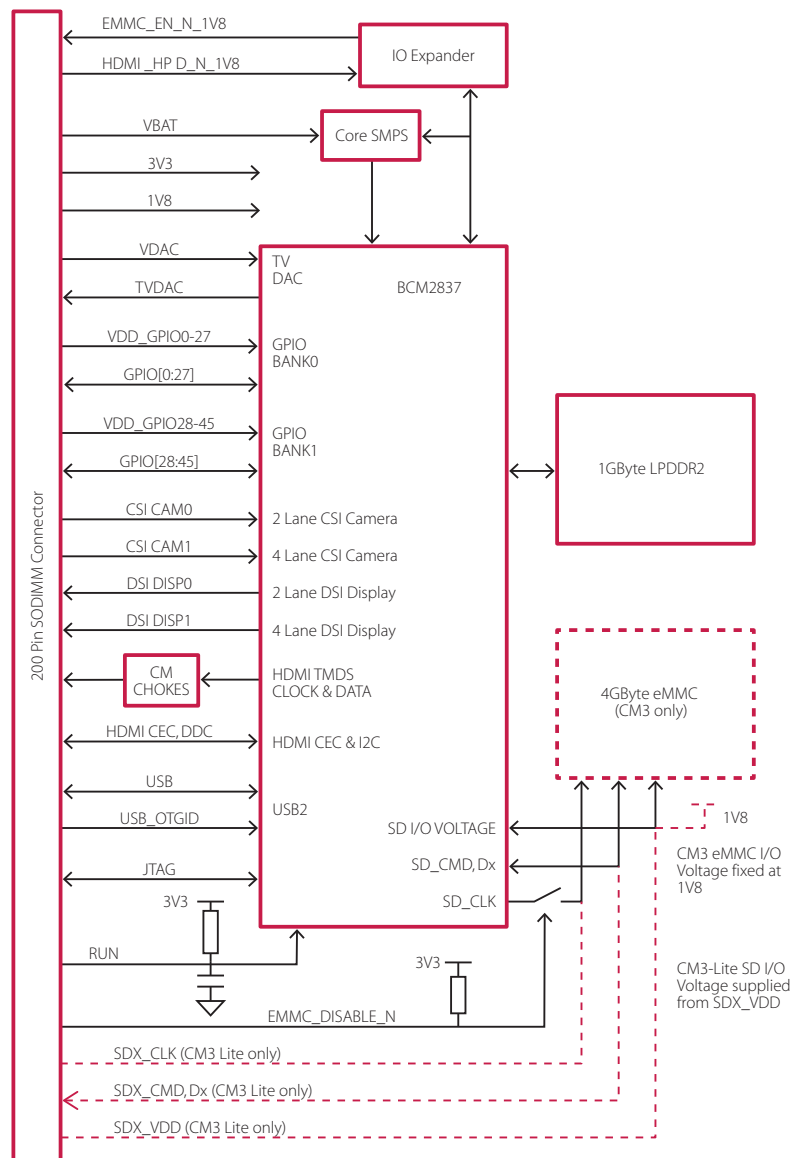 EMMC_EN_N_1V8
IO Expander
HDMI _HP D_N_1V8
VBAT
Core SMPS
3V3
1V8
VDAC
TV
DAC
BCM2837
TVDAC
VDD_GPIO0-27
GPIO
BANK0
GPIO[0:27]
VDD_GPIO28-45
GPIO
BANK1
GPIO[28:45]
1GByte LPDDR2
200 Pin SODIMM Connector
CSI CAM0
2 Lane CSI Camera
CSI CAM1
4 Lane CSI Camera
DSI DISP0
2 Lane DSI Display
DSI DISP1
4 Lane DSI Display
CM
CHOKES
HDMI TMDS
CLOCK & DATA
4GByte eMMC
(CM3 only)
HDMI CEC, DDC
HDMI CEC & I2C
USB
USB2
USB_OTGID
SD I/O VOLTAGE
1V8
CM3 eMMC I/O
Voltage fixed at
1V8
SD_CMD, Dx
JTAG
SD_CLK
3V3
RUN
3V3
CM3-Lite SD I/O
Voltage supplied
from SDX_VDD
EMMC_DISABLE_N
SDX_CLK (CM3 Lite only)
SDX_CMD, Dx (CM3 Lite only)
SDX_VDD (CM3 Lite only)